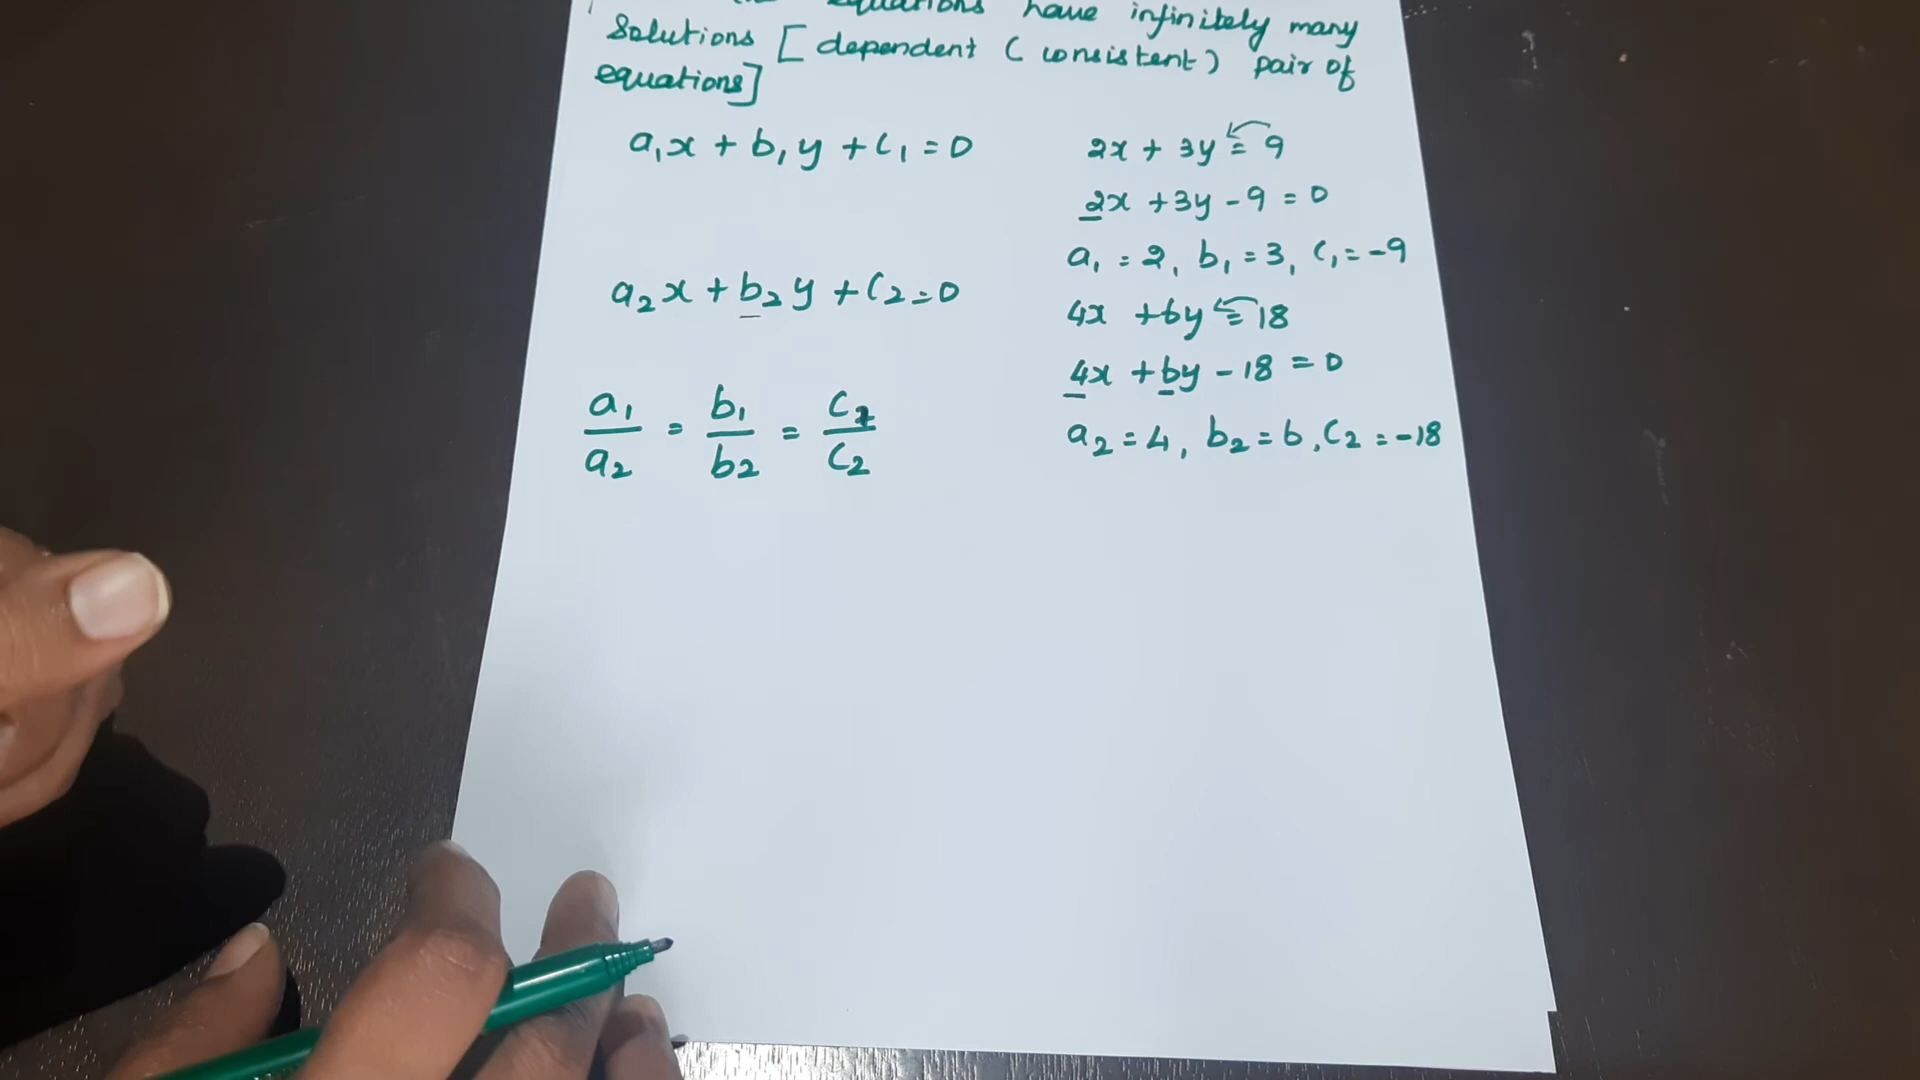 equations have infinitely many
Solutions [dependent (consistent) pair of
equations]
a₁x + b₁y + c₁ = 0
a₂x + b₂y + c₂ = 0
a₁/a₂ = b₁/b₂ = c₁/c₂
2x + 3y = 9
2x + 3y - 9 = 0
a₁ = 2, b₁ = 3, c₁ = -9
4x + 6y = 18
4x + 6y - 18 = 0
a₂ = 4, b₂ = 6, c₂ = -18